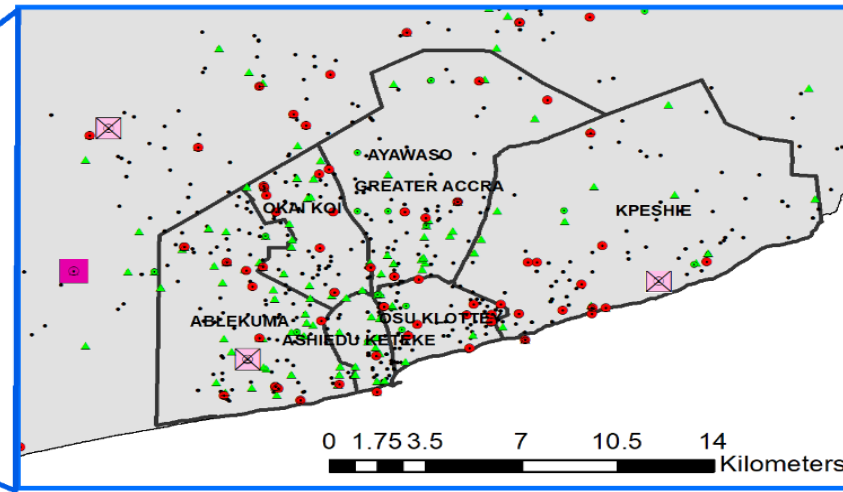 AYAWASO
GREATER ACCRA
OKAI KOI
KPESHIE
ABLEKUMA
OSU KLOTTEY
ASHIEDU KETEKE
0 1.75 3.5 7 10.5 14
Kilometers